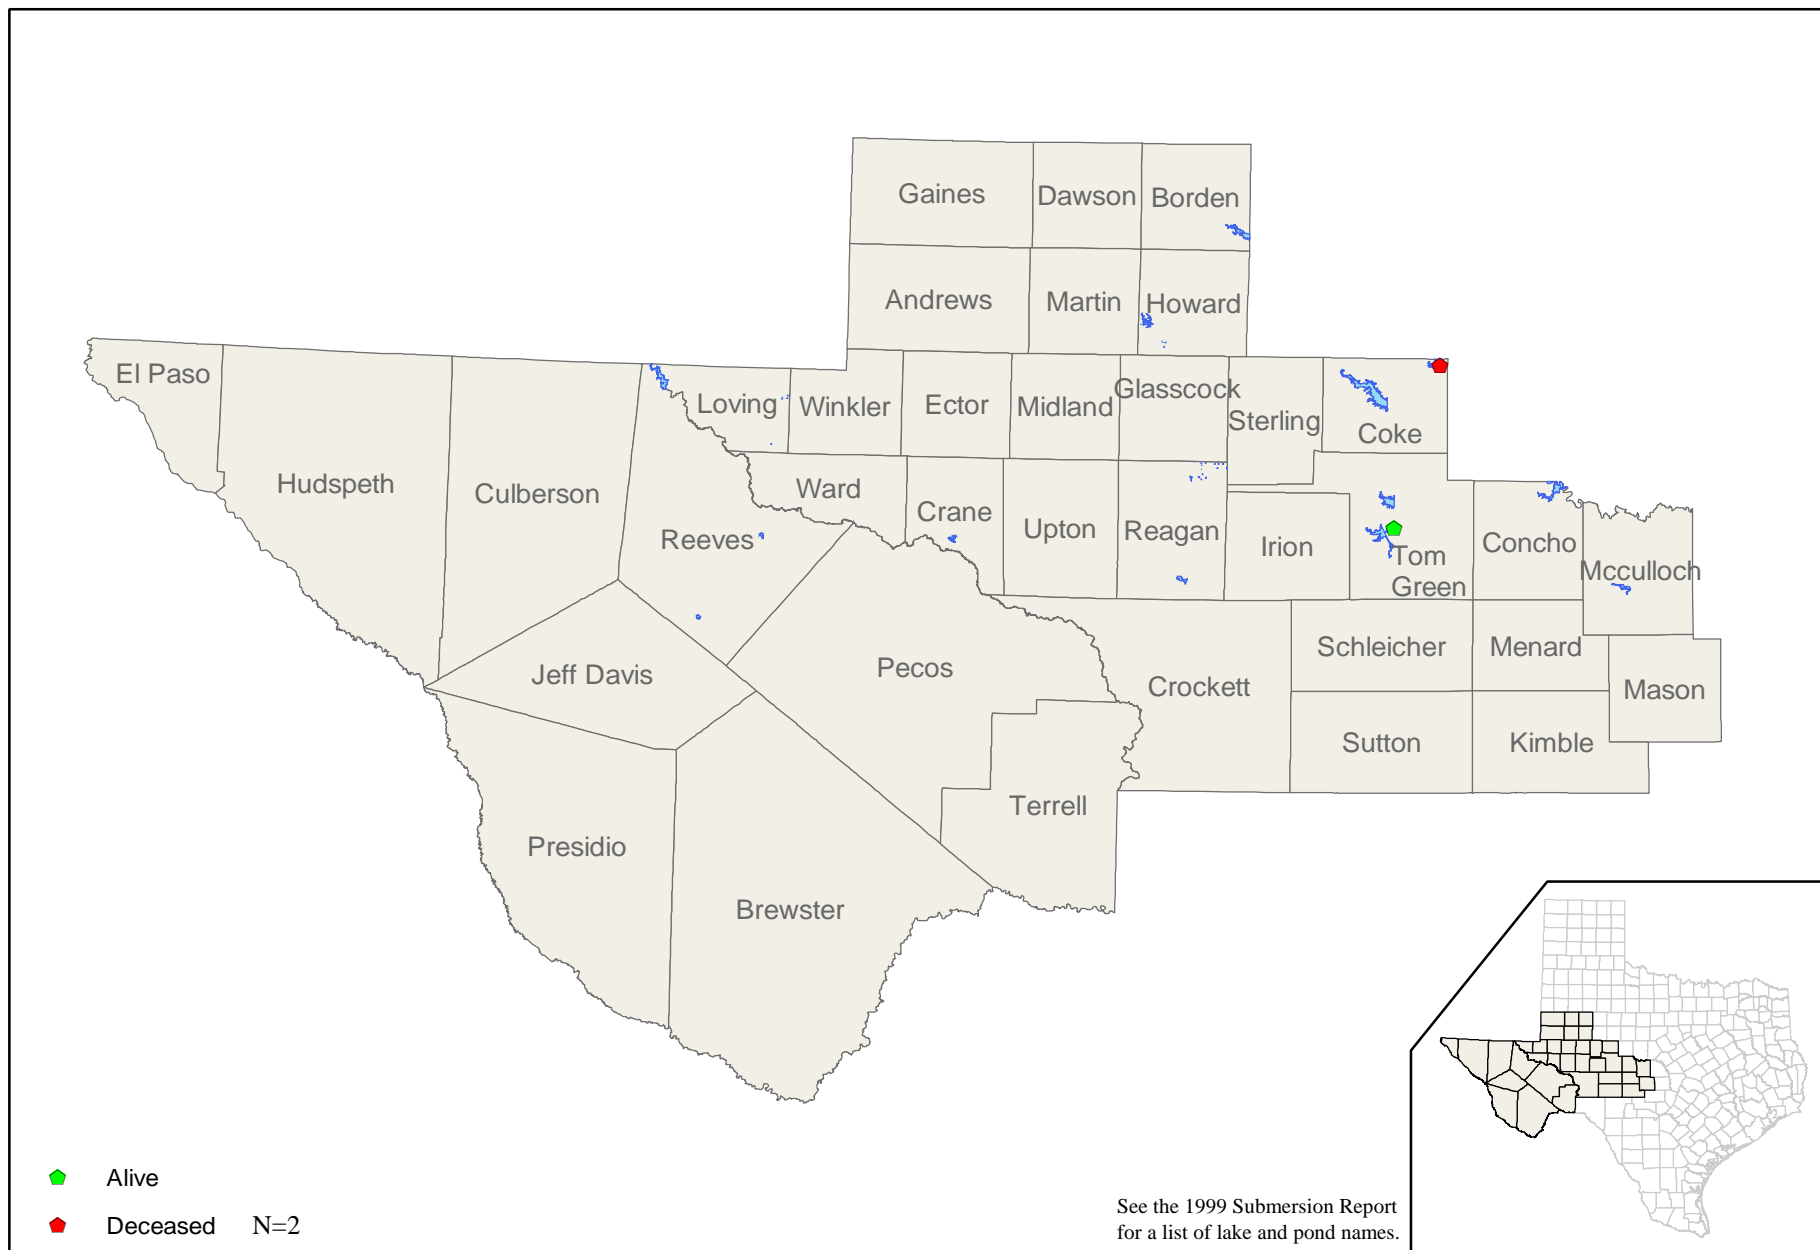 Gaines
Dawson
Borden
Andrews
Martin
Howard
El Paso
Loving
Winkler
Ector
Midland
Glasscock
Sterling
Coke
Hudspeth
Culberson
Reeves
Ward
Crane
Upton
Reagan
Irion
Tom
Green
Concho
Mcculloch
Jeff Davis
Pecos
Crockett
Schleicher
Menard
Mason
Sutton
Kimble
Terrell
Presidio
Brewster
Alive
Deceased N=2
See the 1999 Submersion Report
for a list of lake and pond names.